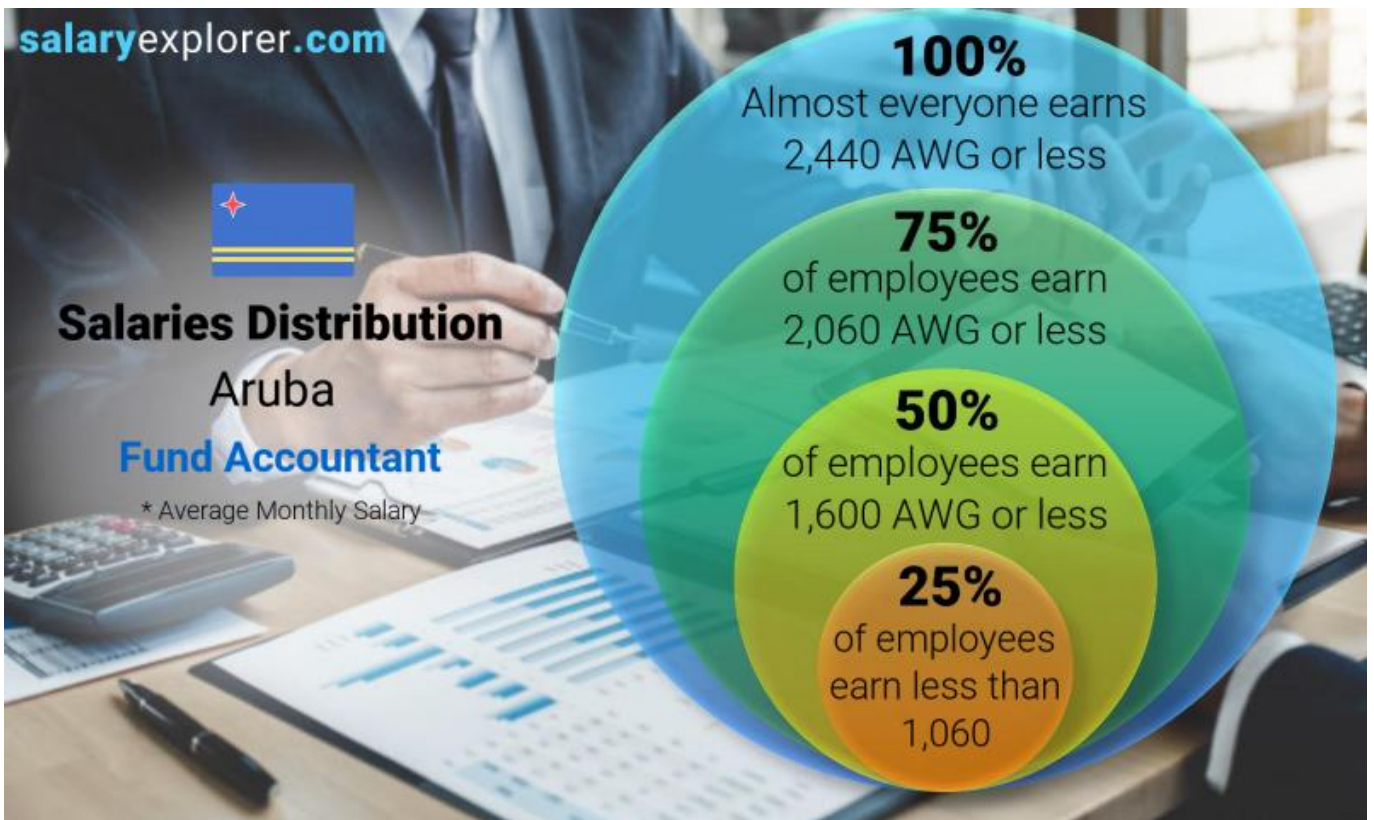 salaryexplorer.com
Salaries Distribution
Aruba
Fund Accountant
* Average Monthly Salary
100%
Almost everyone earns
2,440 AWG or less
75%
of employees earn
2,060 AWG or less
50%
of employees earn
1,600 AWG or less
25%
of employees
earn less than
1,060